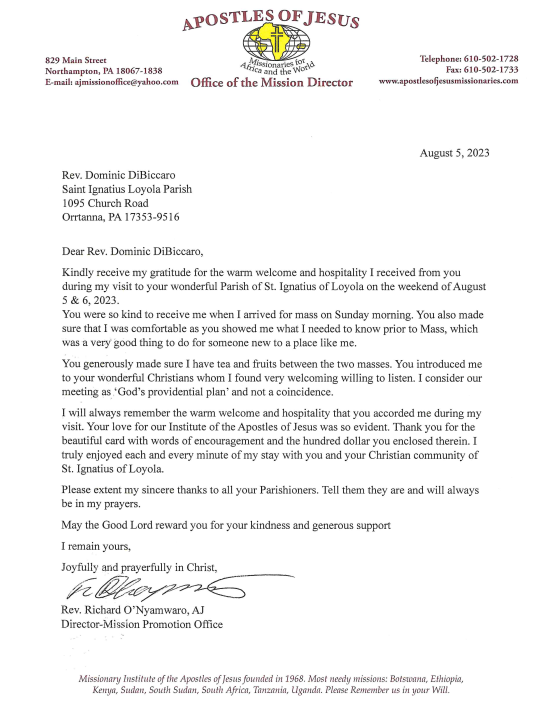 APOSTLES OF JESUS
Missionaries for
Africa and the World
829 Main Street
Northampton, PA 18067-1838
E-mail: ajmissionoffice@yahoo.com
Office of the Mission Director
Telephone: 610-502-1728
Fax: 610-502-1733
www.apostlesofjesusmissionaries.com
August 5, 2023
Rev. Dominic DiBiccaro
Saint Ignatius Loyola Parish
1095 Church Road
Orrtanna, PA 17353-9516
Dear Rev. Dominic DiBiccaro,
Kindly receive my gratitude for the warm welcome and hospitality I received from you
during my visit to your wonderful Parish of St. Ignatius of Loyola on the weekend of August
5 & 6, 2023.
You were so kind to receive me when I arrived for mass on Sunday morning. You also made
sure that I was comfortable as you showed me what I needed to know prior to Mass, which
was a very good thing to do for someone new to a place like me.
You generously made sure I have tea and fruits between the two masses. You introduced me
to your wonderful Christians whom I found very welcoming willing to listen. I consider our
meeting as ‘God’s providential plan’ and not a coincidence.
I will always remember the warm welcome and hospitality that you accorded me during my
visit. Your love for our Institute of the Apostles of Jesus was so evident. Thank you for the
beautiful card with words of encouragement and the hundred dollar you enclosed therein. I
truly enjoyed each and every minute of my stay with you and your Christian community of
St. Ignatius of Loyola.
Please extent my sincere thanks to all your Parishioners. Tell them they are and will always
be in my prayers.
May the Good Lord reward you for your kindness and generous support
I remain yours,
Joyfully and prayerfully in Christ,
Rev. Richard O’Nyamwaro, AJ
Director-Mission Promotion Office
Missionary Institute of the Apostles of Jesus founded in 1968. Most needy missions: Botswana, Ethiopia,
Kenya, Sudan, South Sudan, South Africa, Tanzania, Uganda. Please Remember us in your Will.